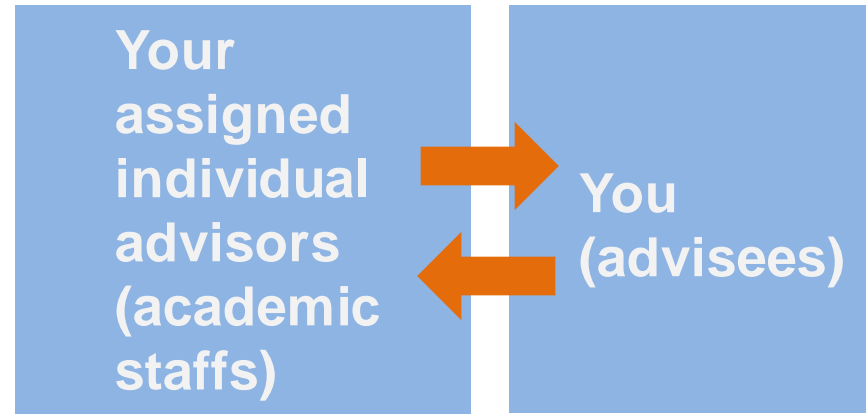 Your
assigned
individual
advisors
(academic
staffs)
You
(advisees)